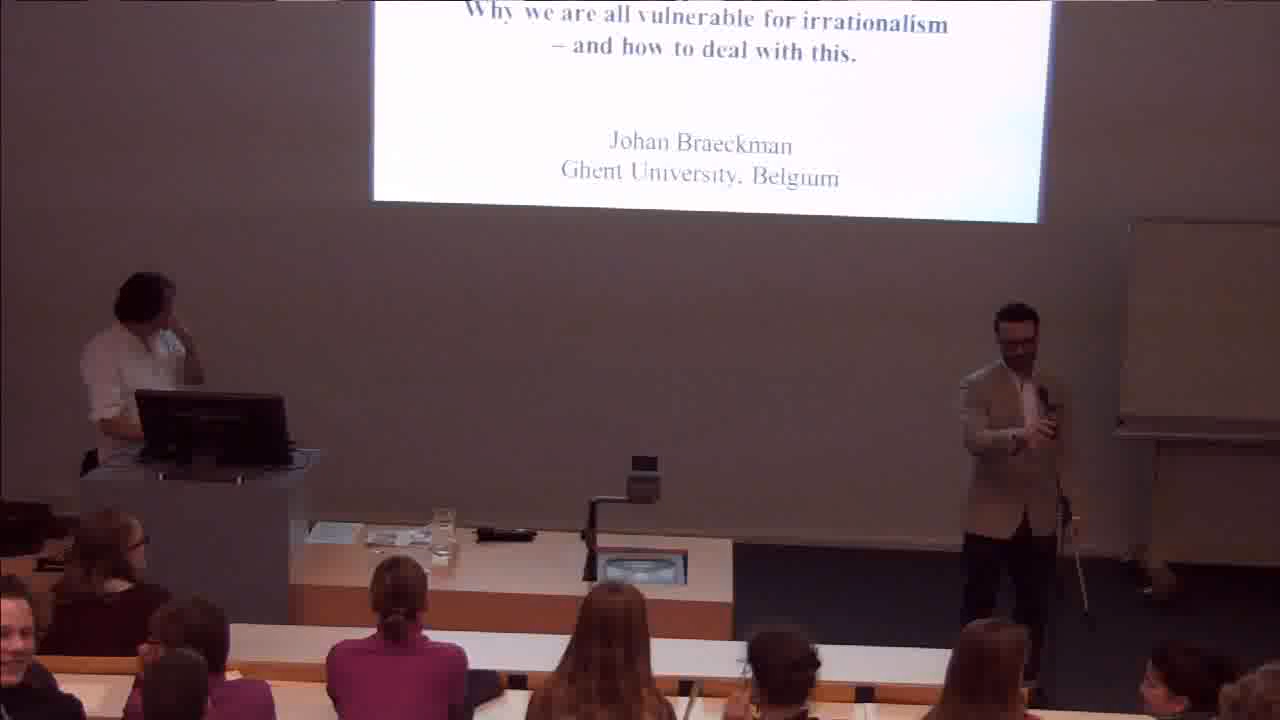 Why we are all vulnerable for irrationalism
– and how to deal with this.
Johan Braeckman
Ghent University, Belgium